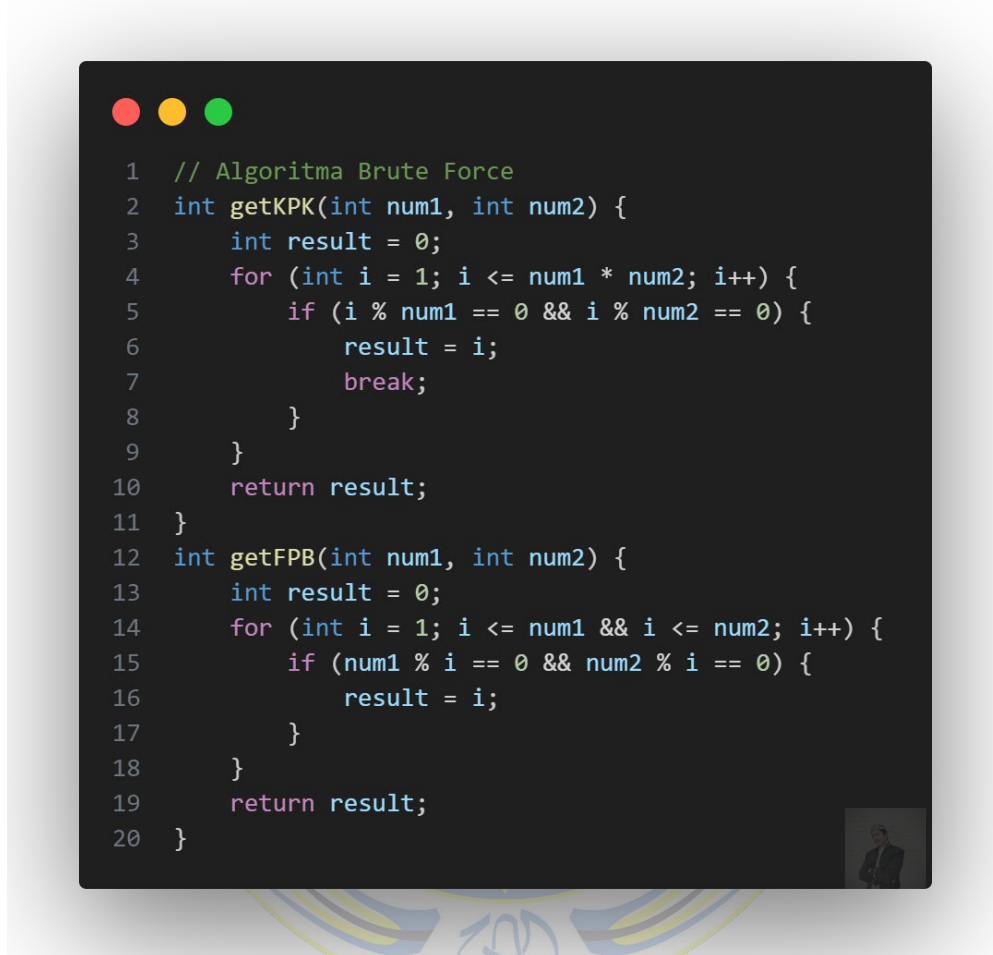 1 // Algoritma Brute Force
2 int getKPK(int num1, int num2) {
3     int result = 0;
4     for (int i = 1; i <= num1 * num2; i++) {
5         if (i % num1 == 0 && i % num2 == 0) {
6             result = i;
7             break;
8         }
9     }
10     return result;
11 }
12 int getFPB(int num1, int num2) {
13     int result = 0;
14     for (int i = 1; i <= num1 && i <= num2; i++) {
15         if (num1 % i == 0 && num2 % i == 0) {
16             result = i;
17         }
18     }
19     return result;
20 }